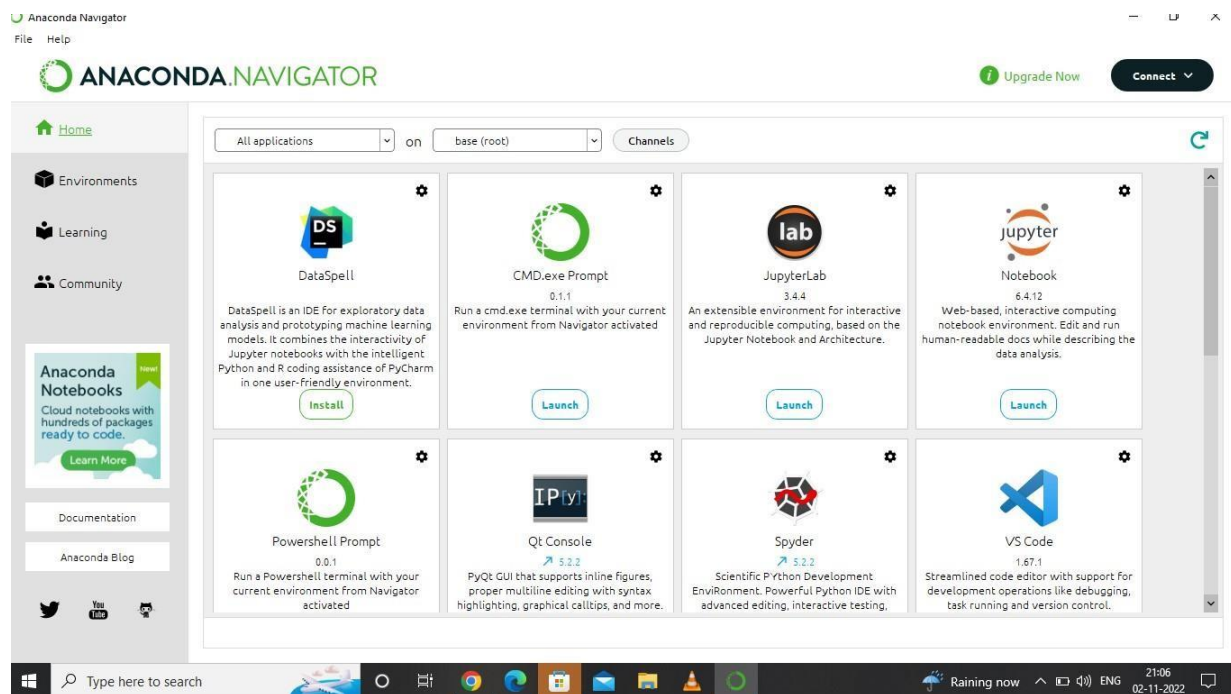 Anaconda Navigator
File Help
ANACONDA.NAVIGATOR
Upgrade Now
Connect
Home
All applications
on
base (root)
Channels
Environments
Learning
Community
DS
DataSpell
DataSpell is an IDE for exploratory data
analysis and prototyping machine learning
models. It combines the interactivity of
Jupyter notebooks with the intelligent
Python and R coding assistance of PyCharm
in one user-friendly environment.
Install
CMD.exe Prompt
0.1.1
Run a cmd.exe terminal with your current
environment from Navigator activated
Launch
lab
JupyterLab
3.4.4
An extensible environment for interactive
and reproducible computing, based on the
Jupyter Notebook and Architecture.
Launch
jupyter
Notebook
6.4.12
Web-based, interactive computing
notebook environment. Edit and run
human-readable docs while describing the
data analysis.
Launch
Anaconda
Notebooks
New!
Cloud notebooks with
hundreds of packages
ready to code.
Learn More
Documentation
Anaconda Blog
You
Tube
Powershell Prompt
0.0.1
Run a Powershell terminal with your
current environment from Navigator
activated
IP[y]:
Qt Console
5.2.2
PyQt GUI that supports inline figures,
proper multiline editing with syntax
highlighting, graphical calltips, and more.
Spyder
5.2.2
Scientific PYthon Development
EnviRonment. Powerful Python IDE with
advanced editing, interactive testing,
VS Code
1.67.1
Streamlined code editor with support for
development operations like debugging,
task running and version control.
Type here to search
Raining now
ENG
21:06
02-11-2022